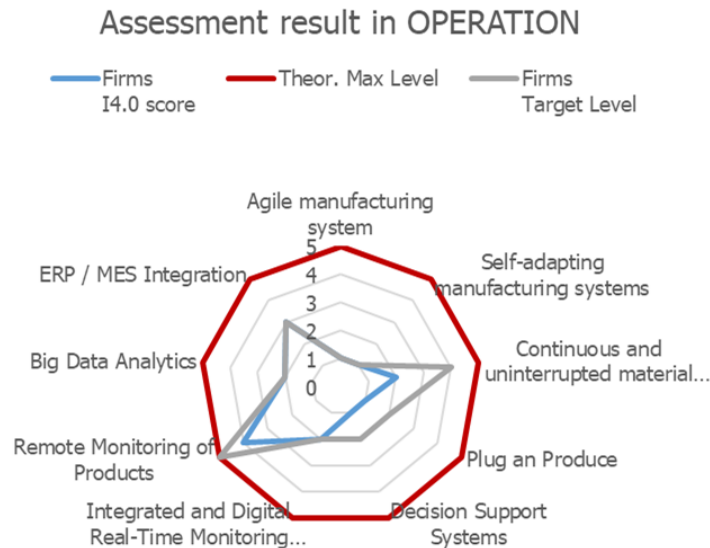 Assessment result in OPERATION
Firms
I4.0 score
Theor. Max Level
Firms
Target Level
Agile manufacturing
system
5
4
3
2
1
0
Self-adapting
manufacturing systems
Continuous and
uninterrupted material...
Plug an Produce
Decision Support
Systems
Integrated and Digital
Real-Time Monitoring...
Remote Monitoring of
Products
Big Data Analytics
ERP / MES Integration